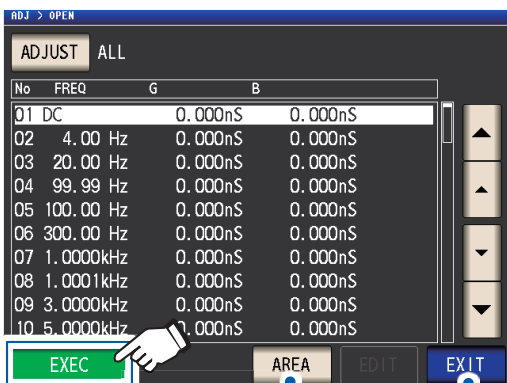 ADJ > OPEN
ADJUST ALL
No FREQ G B
01 DC 0.000nS 0.000nS
02 4.00 Hz 0.000nS 0.000nS
03 20.00 Hz 0.000nS 0.000nS
04 99.99 Hz 0.000nS 0.000nS
05 100.00 Hz 0.000nS 0.000nS
06 300.00 Hz 0.000nS 0.000nS
07 1.0000kHz 0.000nS 0.000nS
08 1.0001kHz 0.000nS 0.000nS
09 3.0000kHz 0.000nS 0.000nS
10 5.0000kHz 0.000nS 0.000nS
EXEC AREA EDIT EXIT